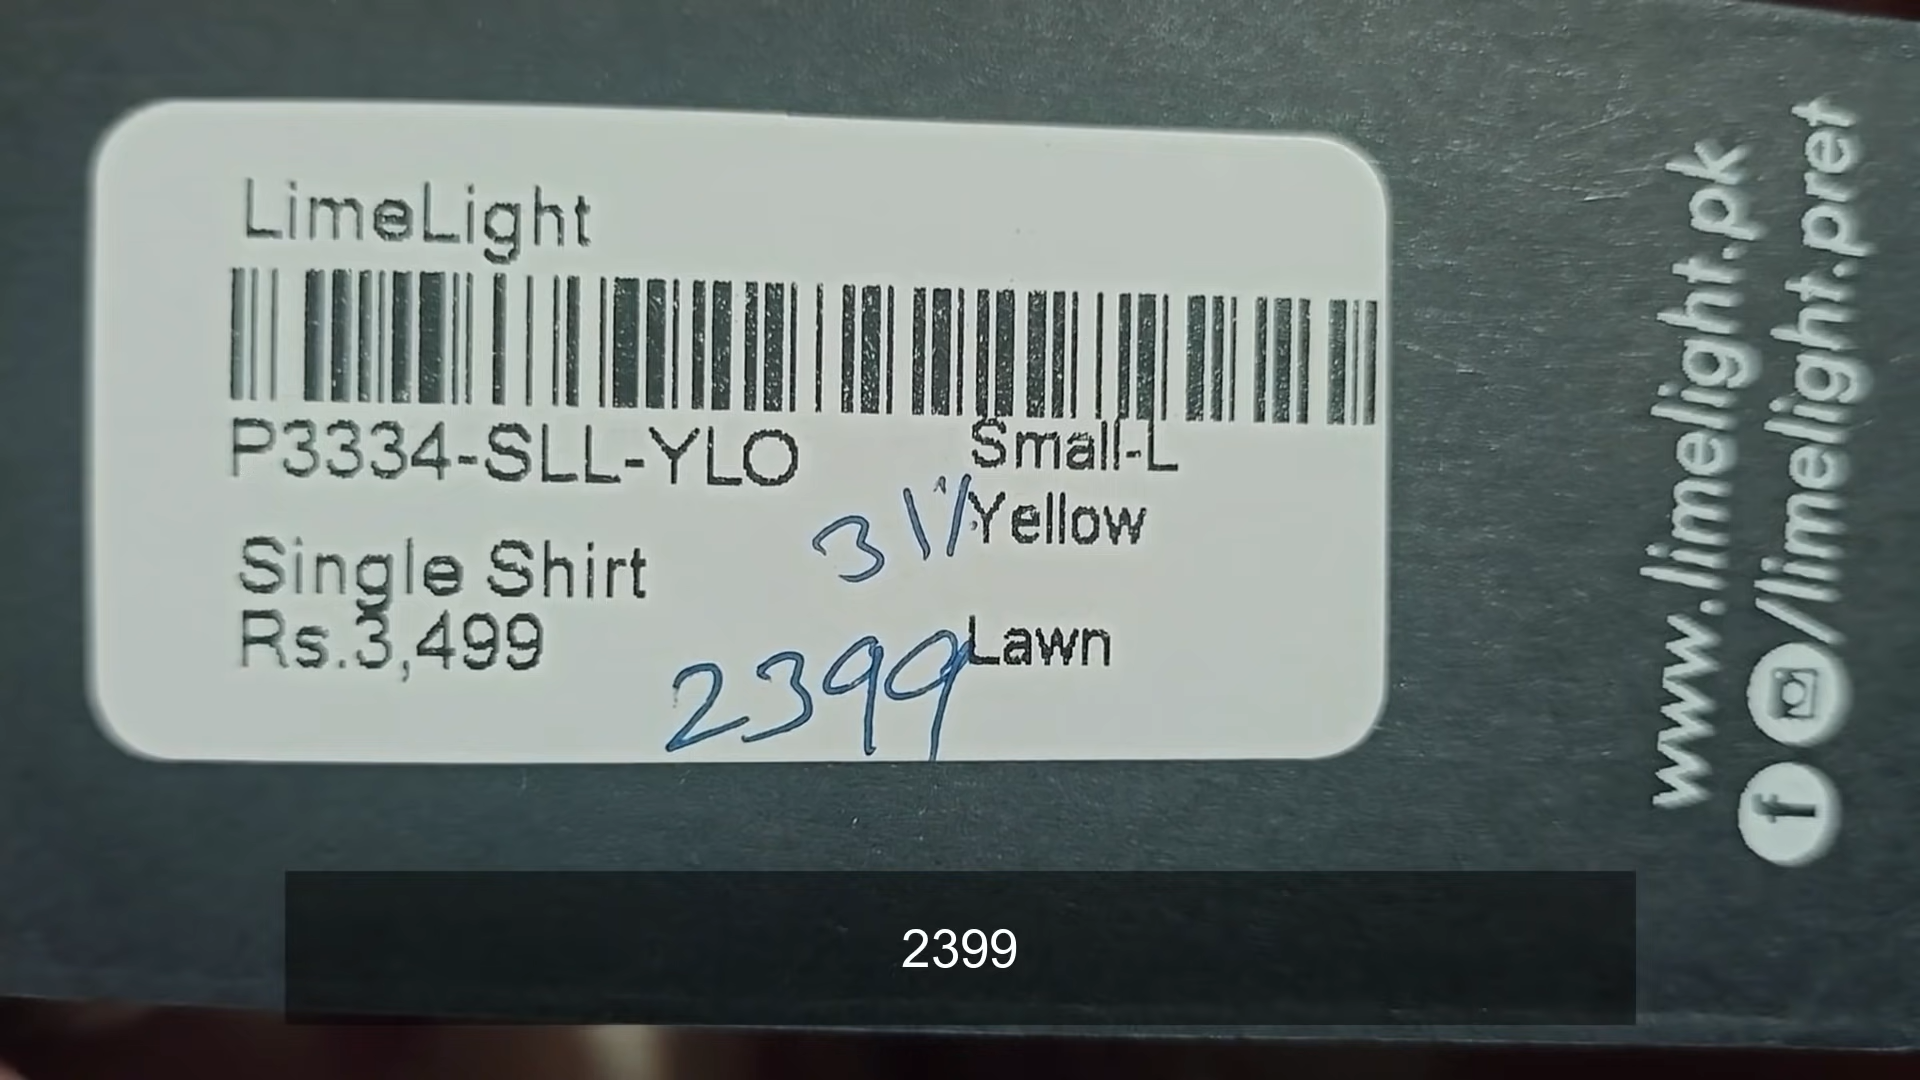 LimeLight
P3334-SLL-YLO
Small-L
Yellow
Single Shirt
Rs.3,499
Lawn
2399
www.limelight.pk
/limelight.pret
2399